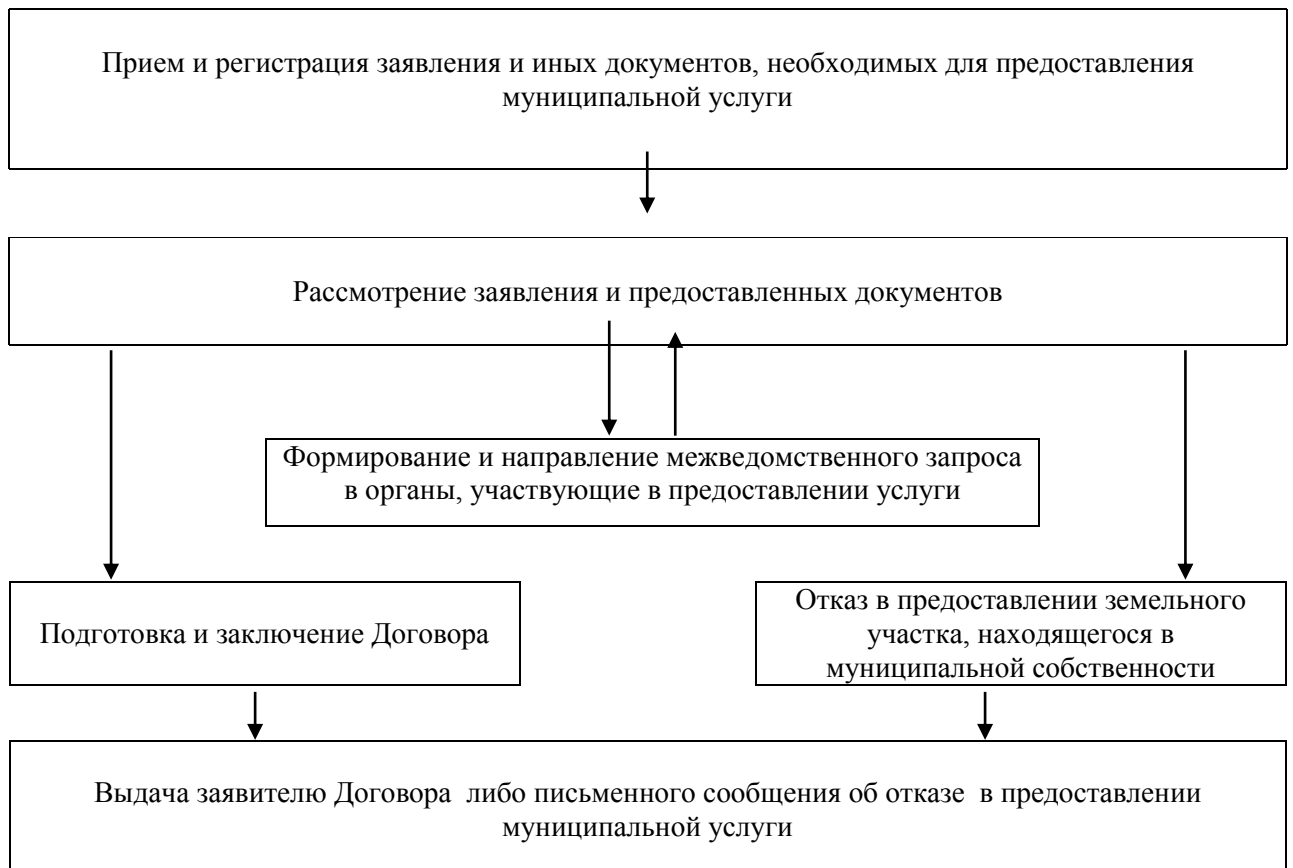 Прием и регистрация заявления и иных документов, необходимых для предоставления
муниципальной услуги
Рассмотрение заявления и предоставленных документов
Формирование и направление межведомственного запроса
в органы, участвующие в предоставлении услуги
Подготовка и заключение Договора
Отказ в предоставлении земельного
участка, находящегося в
муниципальной собственности
Выдача заявителю Договора либо письменного сообщения об отказе в предоставлении
муниципальной услуги